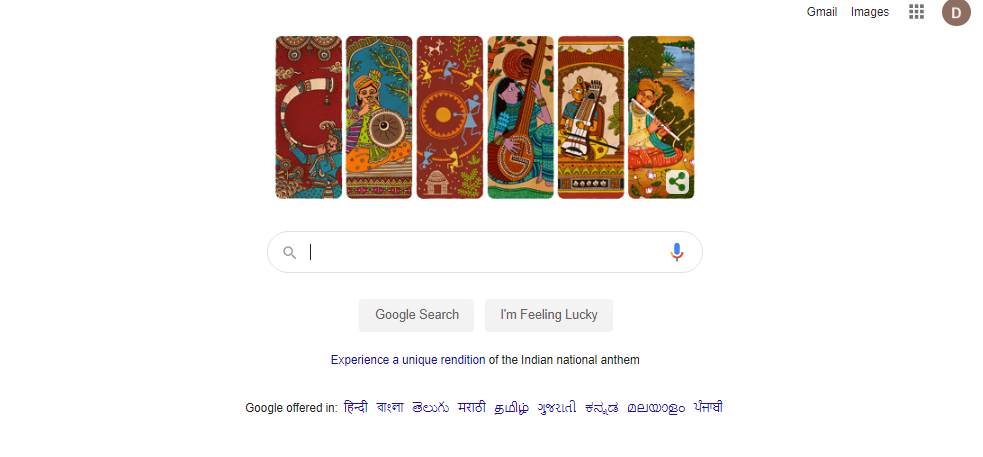 Gmail Images D
Google Search I'm Feeling Lucky
Experience a unique rendition of the Indian national anthem
Google offered in: हिन्दी বাংলা తెలుగు मराठी தமிழ் ગુજરાતી ಕನ್ನಡ മലയാളം ਪੰਜਾਬੀ